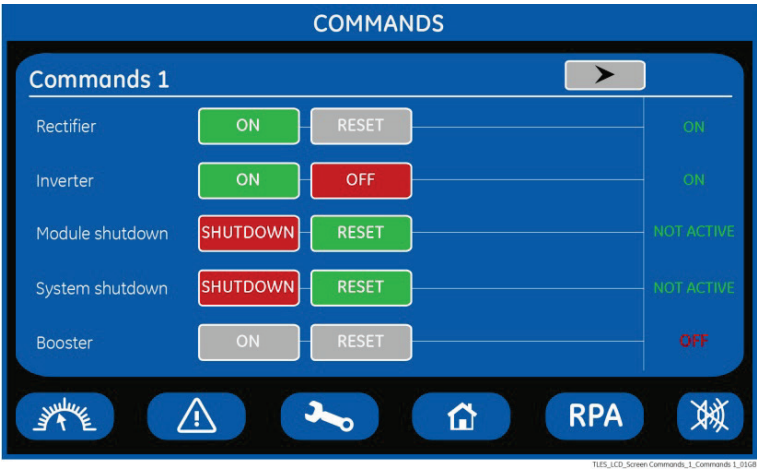 COMMANDS
Commands 1
Rectifier ON RESET ON
Inverter ON OFF ON
Module shutdown SHUTDOWN RESET NOT ACTIVE
System shutdown SHUTDOWN RESET NOT ACTIVE
Booster ON RESET OFF
RPA
TLES_LCD_Screen Commands_1_Commands 1_01GB